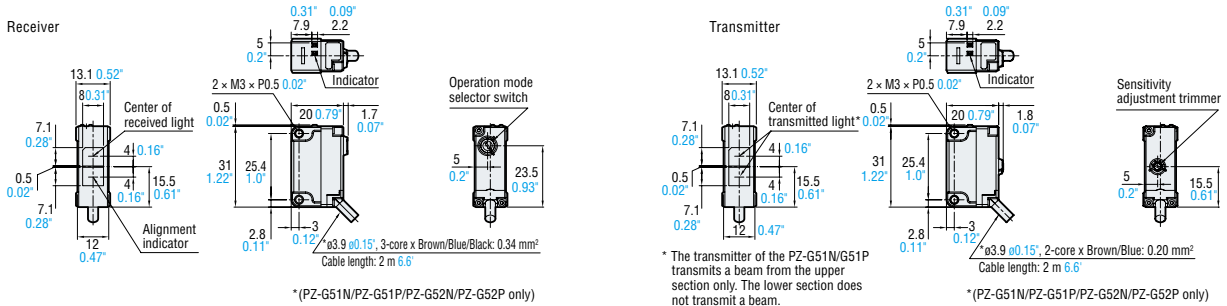 Receiver
0.31" 0.09"
7.9 2.2
5
0.2"
Indicator
13.1 0.52"
8 0.31"
2 × M3 × P0.5 0.02"
Operation mode
selector switch
0.5
0.02"
20 0.79"
1.7
0.07"
Center of
received light
7.1
0.28"
4 0.16"
31
1.22"
25.4
1.0"
5
0.2"
23.5
0.93"
0.5
0.02"
4
0.16"
15.5
0.61"
7.1
0.28"
Alignment
indicator
12
0.47"
2.8
0.11"
3
0.12"
*ø3.9 ø0.15", 3-core x Brown/Blue/Black: 0.34 mm²
Cable length: 2 m 6.6'
*(PZ-G51N/PZ-G51P/PZ-G52N/PZ-G52P only)
Transmitter
0.31" 0.09"
7.9 2.2
5
0.2"
Indicator
13.1 0.52"
8 0.31"
2 × M3 × P0.5 0.02"
Sensitivity
adjustment trimmer
Center of
transmitted light*
0.5
0.02"
20 0.79"
1.8
0.07"
7.1
0.28"
4 0.16"
31
1.22"
25.4
1.0"
0.5
0.02"
4
0.16"
15.5
0.61"
5
0.2"
15.5
0.61"
7.1
0.28"
12 0.47"
2.8
0.11"
3
0.12"
*ø3.9 ø0.15", 2-core x Brown/Blue: 0.20 mm²
Cable length: 2 m 6.6'
* The transmitter of the PZ-G51N/G51P
transmits a beam from the upper
section only. The lower section does
not transmit a beam.
*(PZ-G51N/PZ-G51P/PZ-G52N/PZ-G52P only)